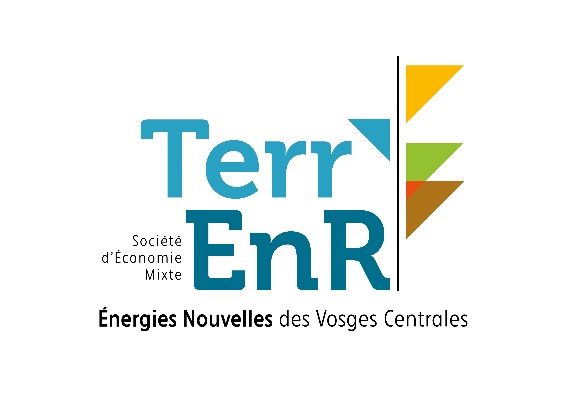 Terr
EnR
Société
d'Économie
Mixte
Énergies Nouvelles des Vosges Centrales